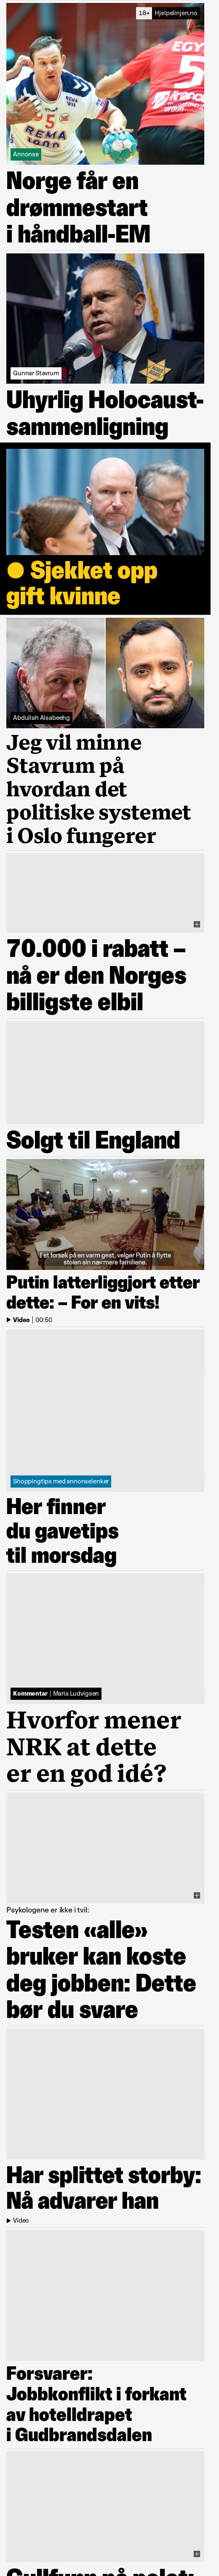 18+ Hjelpelinjen.no
EGY
REMA
1000
Annonse
Norge får en
drømmestart
i håndball-EM
Gunnar Stavrum
Uhyrlig Holocaust-
sammenligning
Sjekket opp
gift kvinne
Abdullah Alsabeehg
Jeg vil minne
Stavrum på
hvordan det
politiske systemet
i Oslo fungerer
70.000 i rabatt –
nå er den Norges
billigste elbil
Solgt til England
I et forsøk på en varm gest, velger Putin å flytte
stolen sin nærmere familiene.
Putin latterliggjort etter
dette: – For en vits!
Video | 00:50
Shoppingtips med annonselenker
Her finner
du gavetips
til morsdag
Kommentar | Maria Ludvigsen
Hvorfor mener
NRK at dette
er en god idé?
Psykologene er ikke i tvil:
Testen «alle»
bruker kan koste
deg jobben: Dette
bør du svare
Har splittet storby:
Nå advarer han
Video
Forsvarer:
Jobbkonflikt i forkant
av hotelldrapet
i Gudbrandsdalen